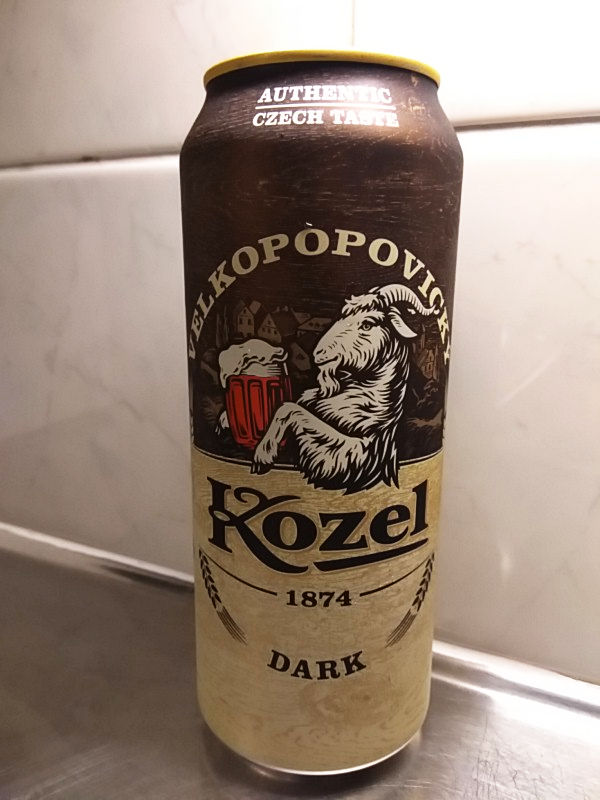 AUTHENTIC
CZECH TASTE
VELKOPOPOVICKÝ
Kozel
1874
DARK